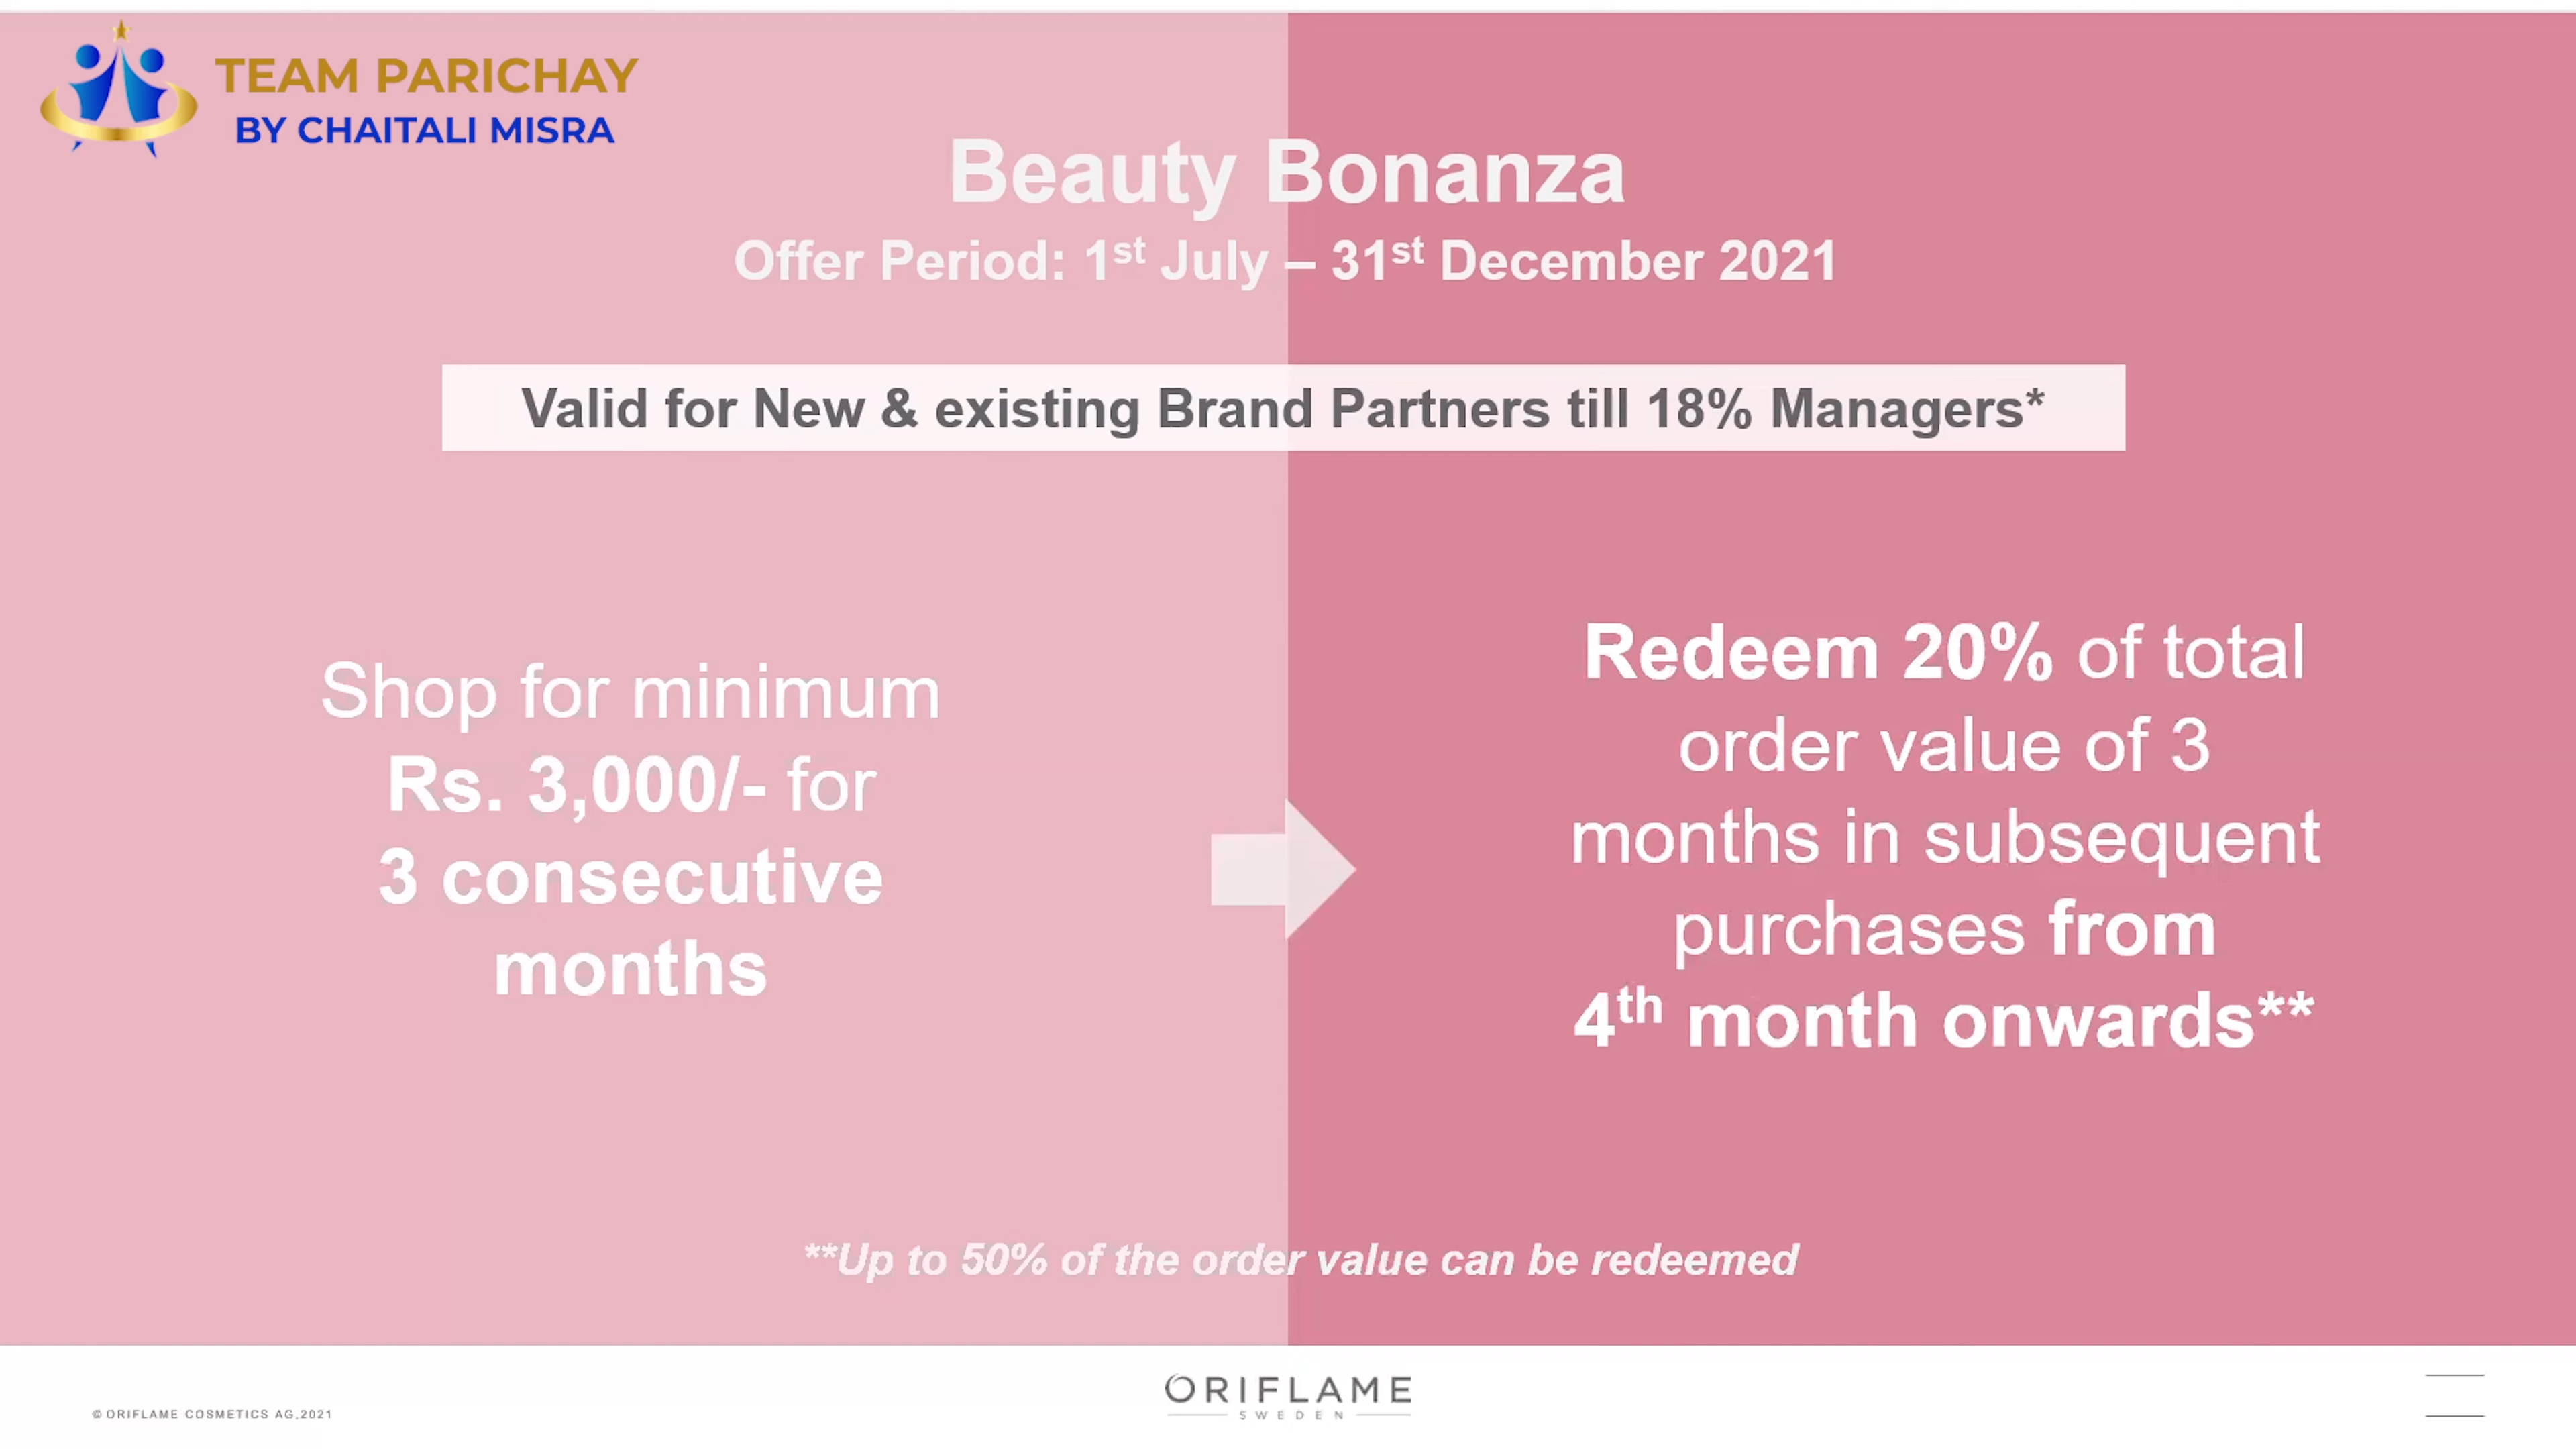 TEAM PARICHAY
BY CHAITALI MISRA
Beauty Bonanza
Offer Period: 1st July – 31st December 2021
Valid for New & existing Brand Partners till 18% Managers*
Shop for minimum
Rs. 3,000/- for
3 consecutive
months
Redeem 20% of total
order value of 3
months in subsequent
purchases from
4th month onwards**
**Up to 50% of the order value can be redeemed
© ORIFLAME COSMETICS AG,2021
ORIFLAME
SWEDEN